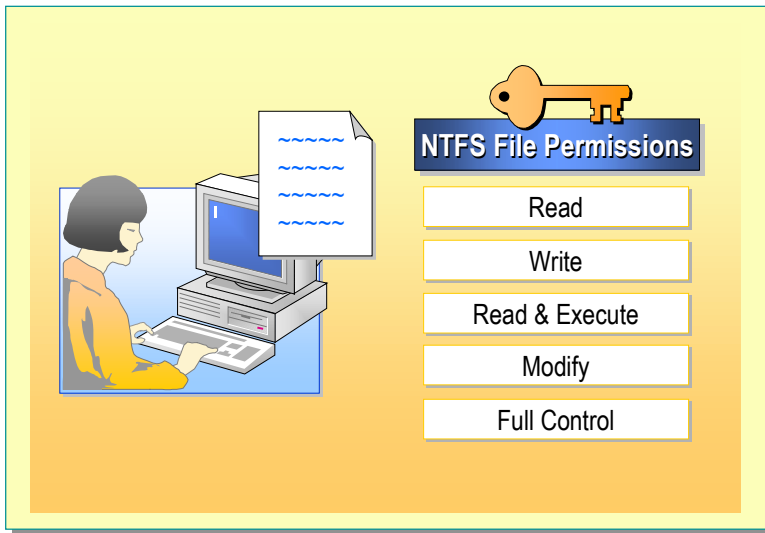 NTFS File Permissions
Read
Write
Read & Execute
Modify
Full Control